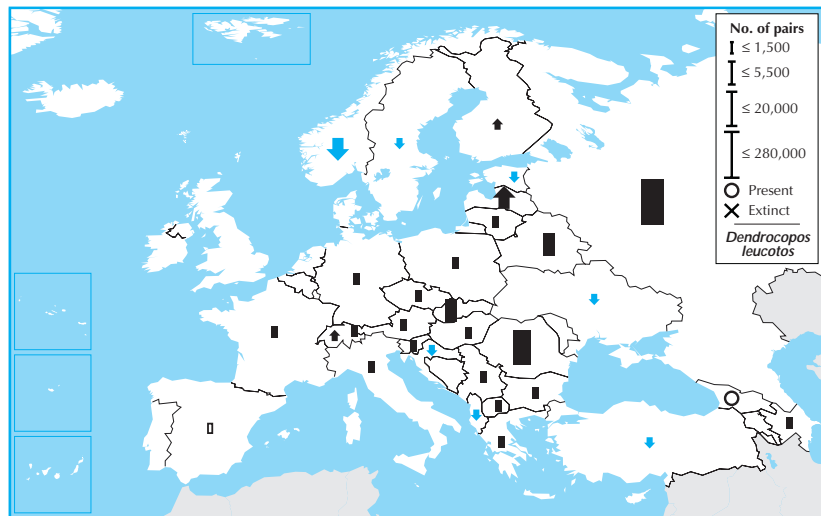 No. of pairs
≤ 1,500
≤ 5,500
≤ 20,000
≤ 280,000
Present
Extinct
Dendrocopos
leucotos